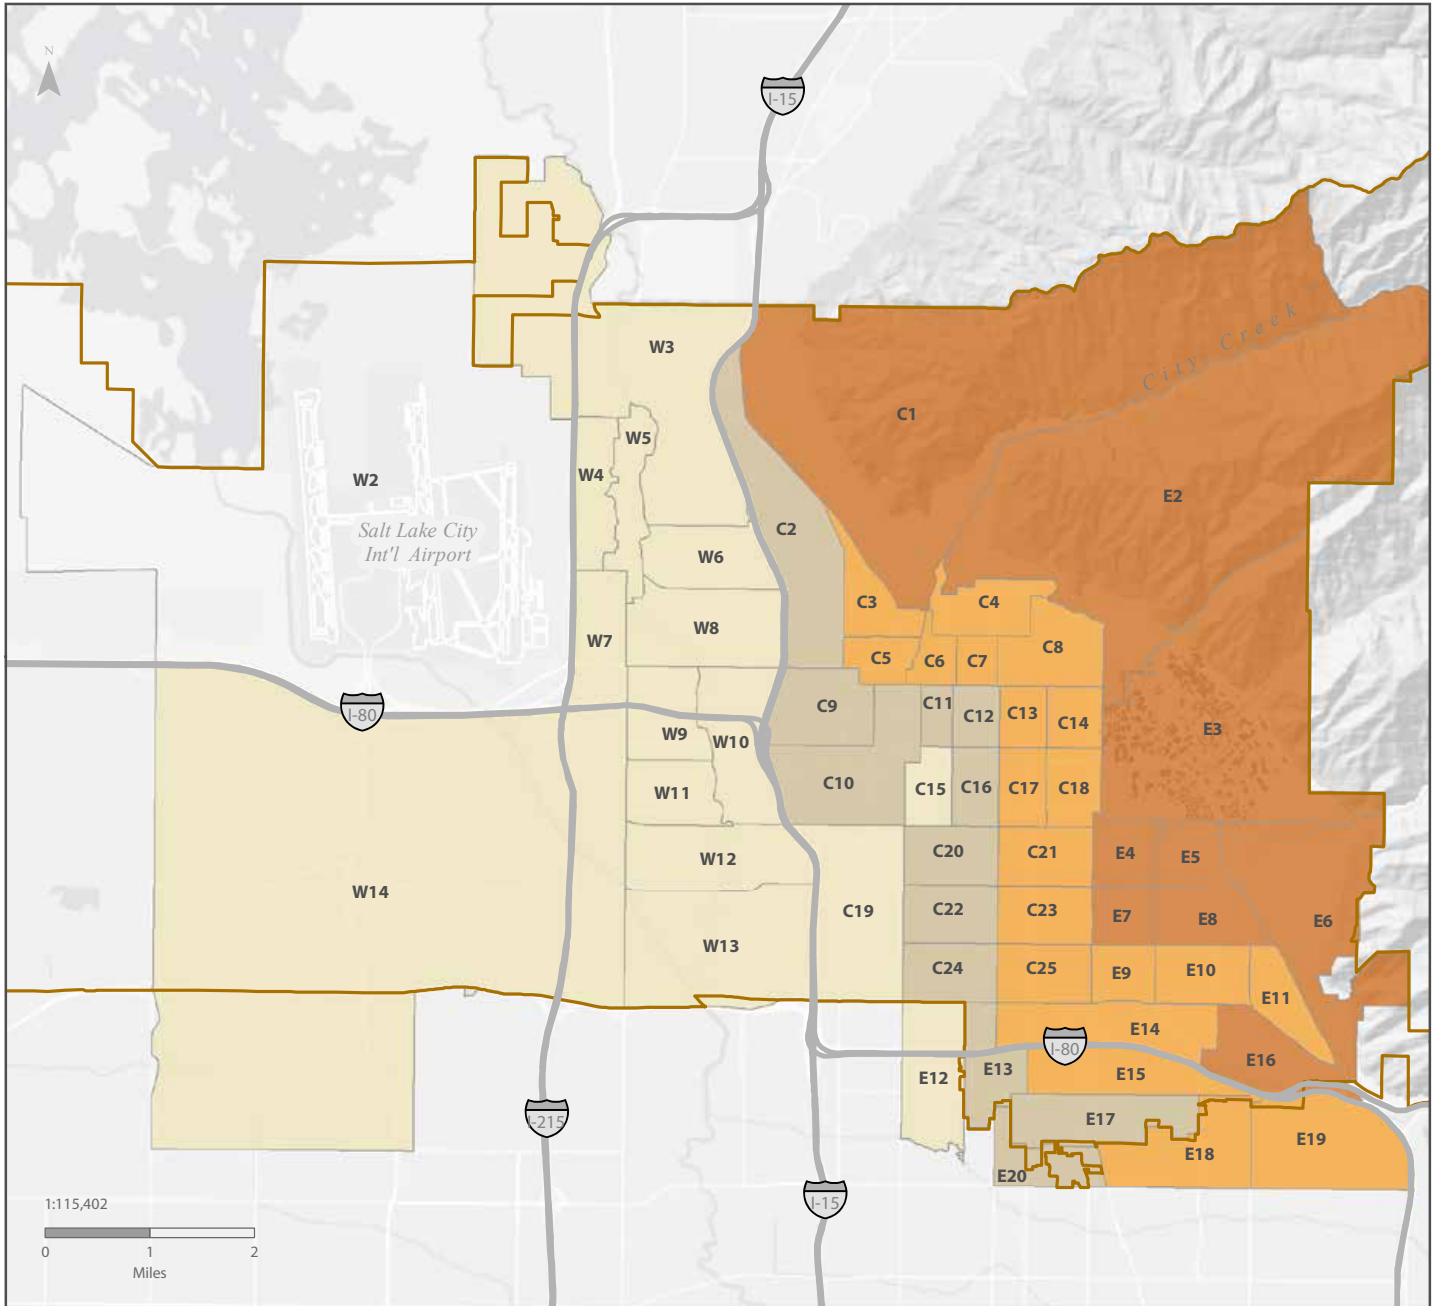 N
I-15
W3
City Creek
C1
W5
W4
W2
E2
Salt Lake City
Int'l Airport
C2
W6
C3
C4
W8
W7
C8
C5
C6
C7
I-80
C9
C11
C12
C13
C14
E3
W9
W10
C10
C15
C16
C17
C18
W11
W12
C20
C21
E4
E5
W14
C19
C22
C23
E7
E8
E6
W13
C24
C25
E9
E10
E11
E14
I-80
E12
E13
E15
E16
I-215
E17
E19
E18
E20
1:115,402
I-15
0 1 2
Miles